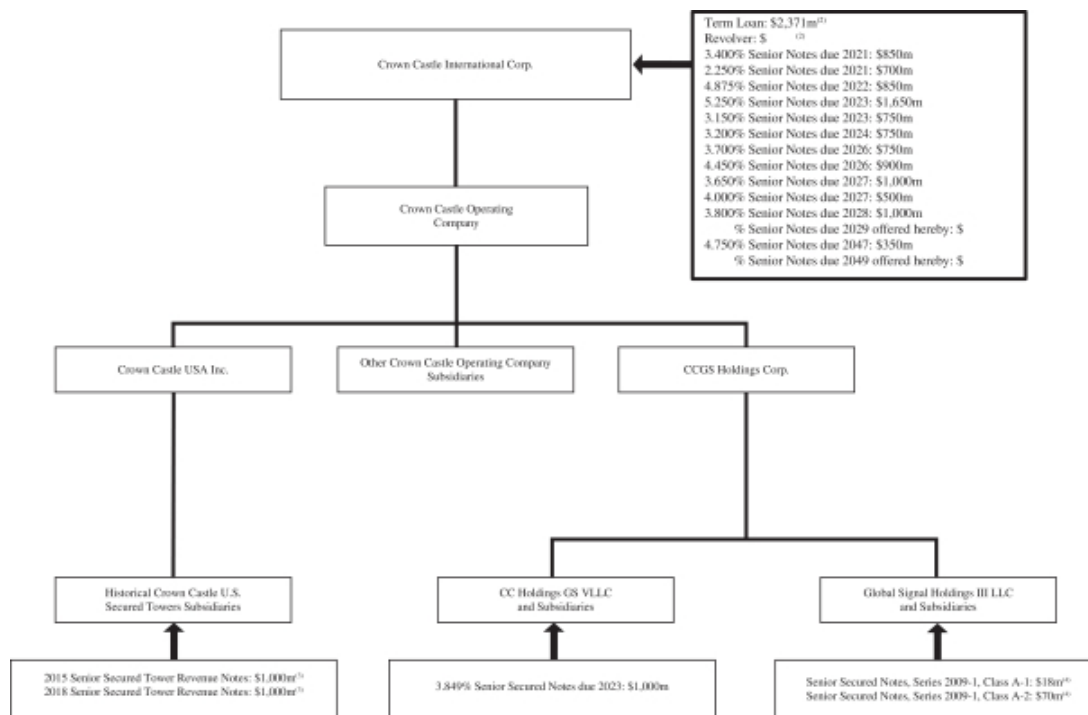 Term Loan: $2,371m(2)
Revolver: $ (2)
3.400% Senior Notes due 2021: $850m
2.250% Senior Notes due 2021: $700m
4.875% Senior Notes due 2022: $850m
5.250% Senior Notes due 2023: $1,650m
3.150% Senior Notes due 2023: $750m
3.200% Senior Notes due 2024: $750m
3.700% Senior Notes due 2026: $750m
4.450% Senior Notes due 2026: $900m
3.650% Senior Notes due 2027: $1,000m
4.000% Senior Notes due 2027: $500m
3.800% Senior Notes due 2028: $1,000m
% Senior Notes due 2029 offered hereby: $
4.750% Senior Notes due 2047: $350m
% Senior Notes due 2049 offered hereby: $
Crown Castle International Corp.
Crown Castle Operating
Company
Crown Castle USA Inc.
Other Crown Castle Operating Company
Subsidiaries
CCGS Holdings Corp.
Historical Crown Castle U.S.
Secured Towers Subsidiaries
CC Holdings GS VLLC
and Subsidiaries
Global Signal Holdings III LLC
and Subsidiaries
2015 Senior Secured Tower Revenue Notes: $1,000m(3)
2018 Senior Secured Tower Revenue Notes: $1,000m(3)
3.849% Senior Secured Notes due 2023: $1,000m
Senior Secured Notes, Series 2009-1, Class A-1: $18m(4)
Senior Secured Notes, Series 2009-1, Class A-2: $70m(4)